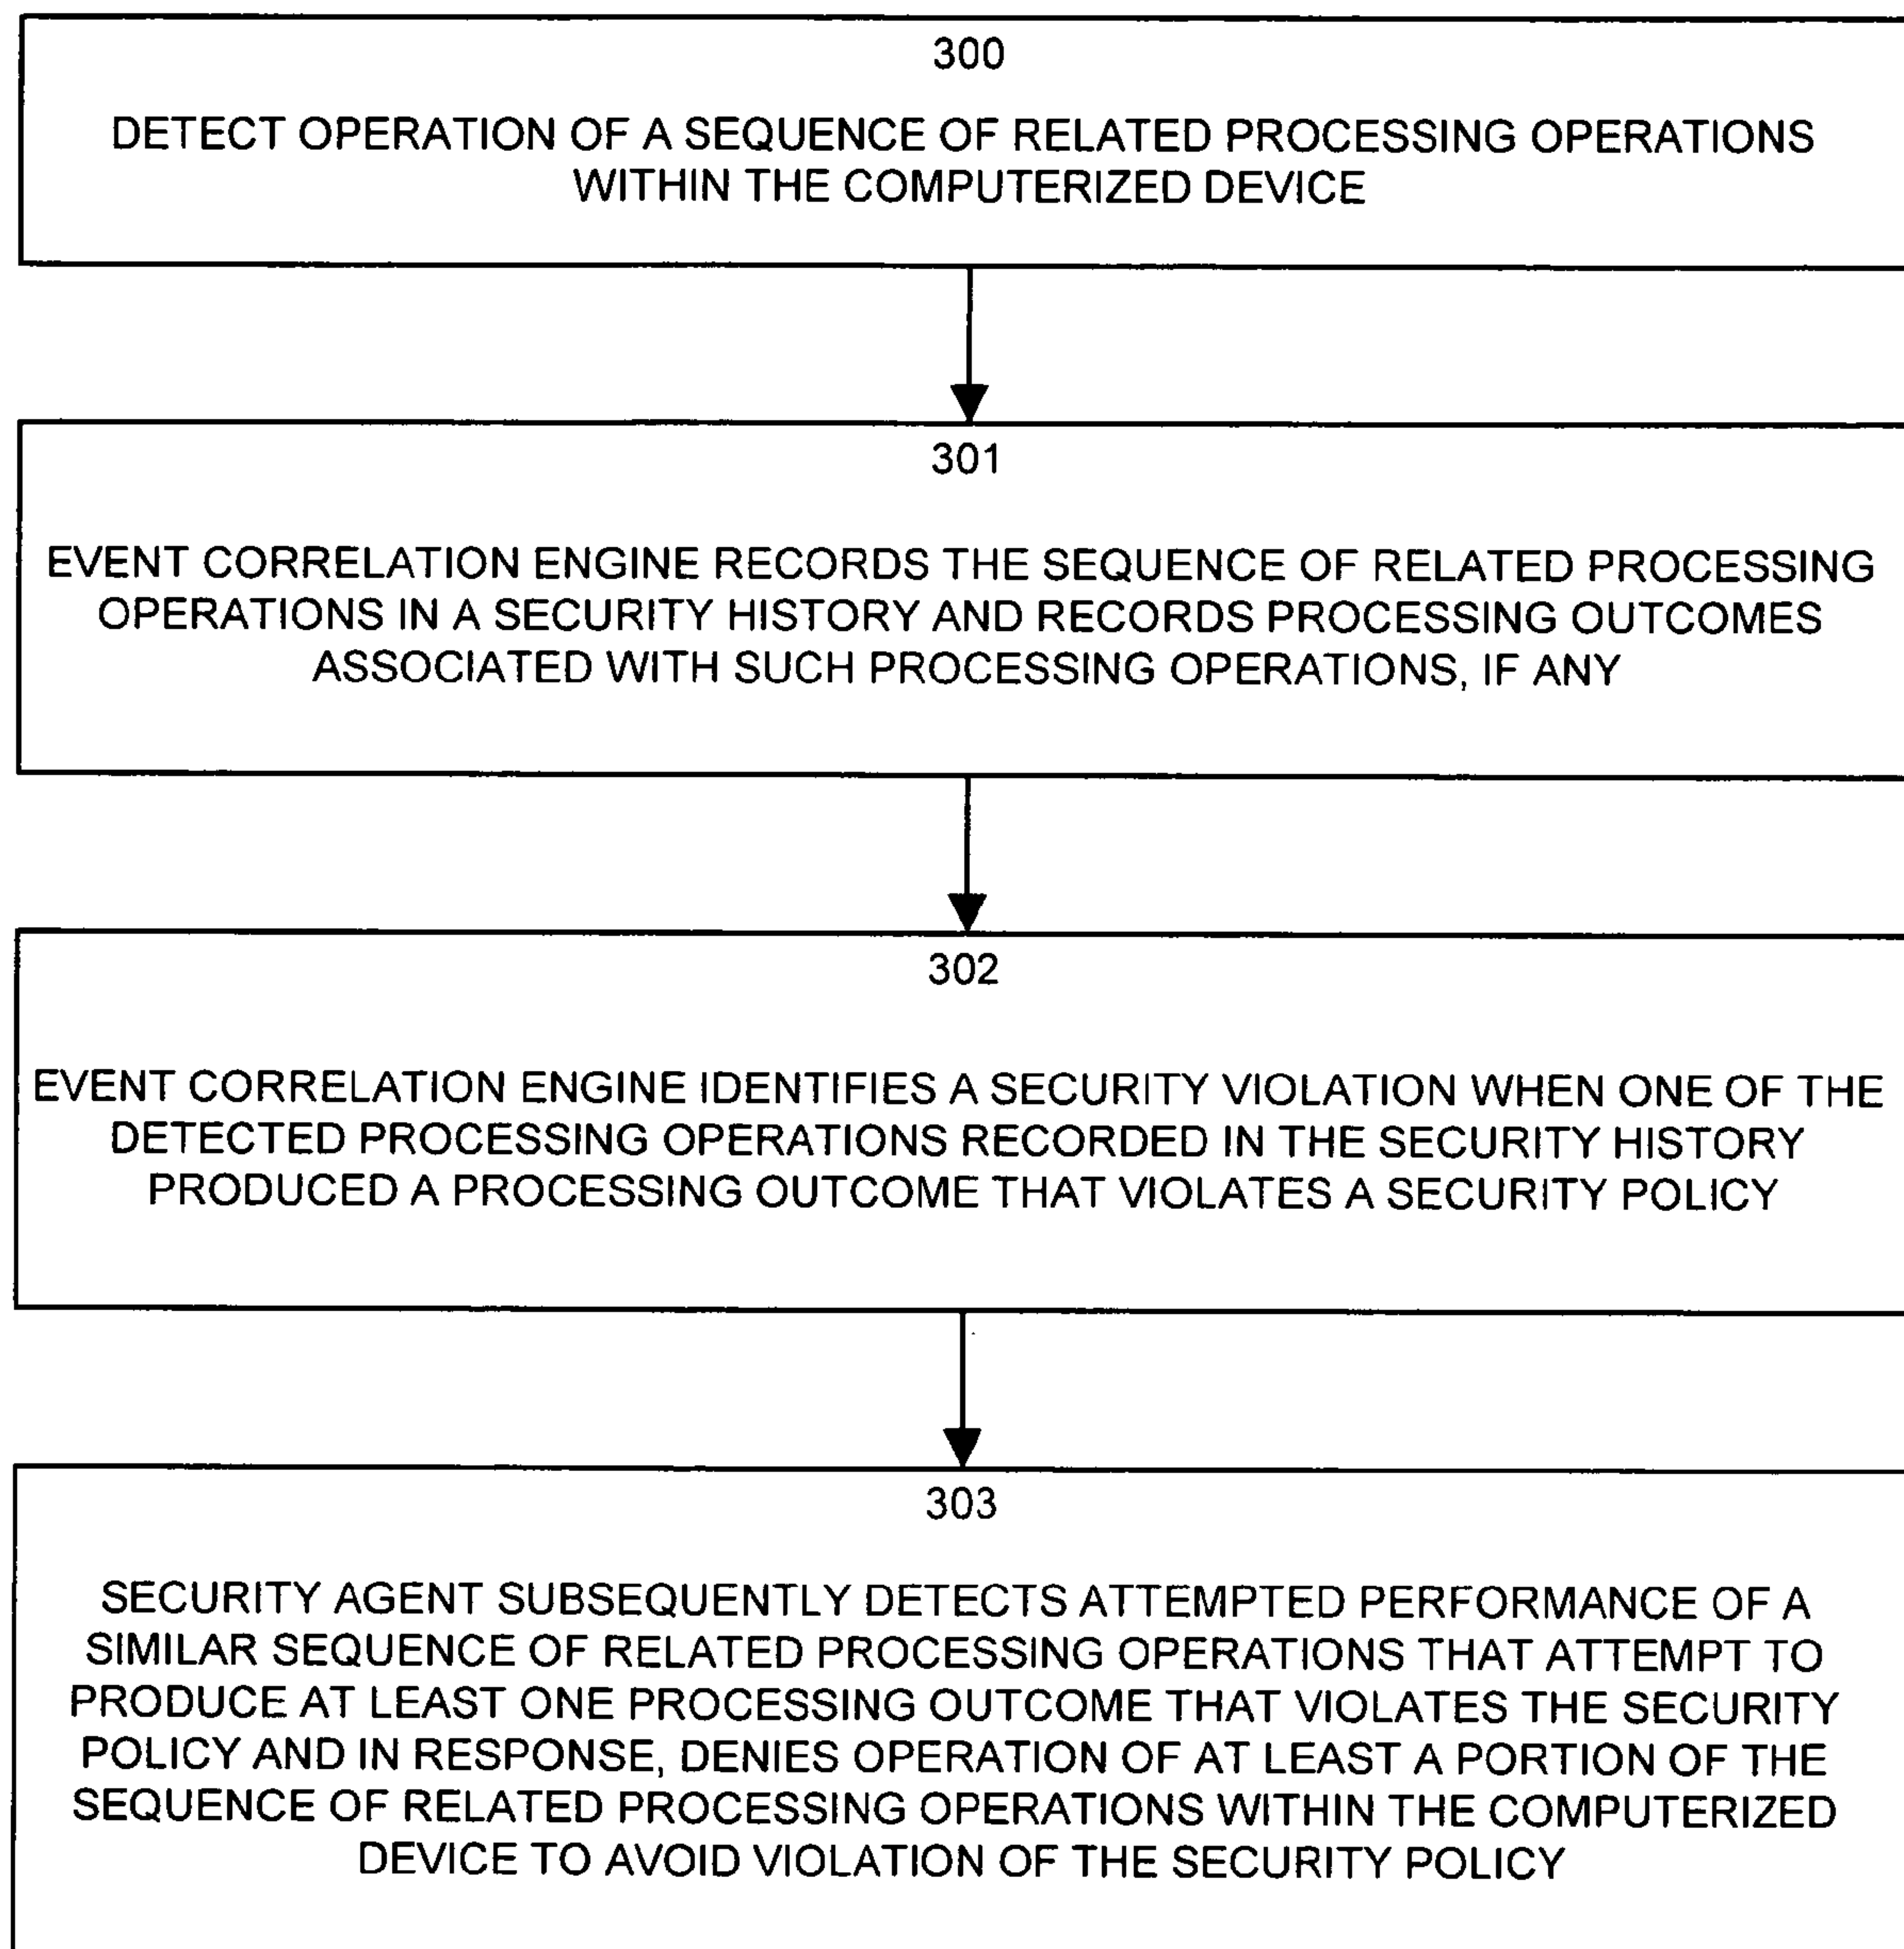 300
DETECT OPERATION OF A SEQUENCE OF RELATED PROCESSING OPERATIONS
WITHIN THE COMPUTERIZED DEVICE
301
EVENT CORRELATION ENGINE RECORDS THE SEQUENCE OF RELATED PROCESSING
OPERATIONS IN A SECURITY HISTORY AND RECORDS PROCESSING OUTCOMES
ASSOCIATED WITH SUCH PROCESSING OPERATIONS, IF ANY
302
EVENT CORRELATION ENGINE IDENTIFIES A SECURITY VIOLATION WHEN ONE OF THE
DETECTED PROCESSING OPERATIONS RECORDED IN THE SECURITY HISTORY
PRODUCED A PROCESSING OUTCOME THAT VIOLATES A SECURITY POLICY
303
SECURITY AGENT SUBSEQUENTLY DETECTS ATTEMPTED PERFORMANCE OF A
SIMILAR SEQUENCE OF RELATED PROCESSING OPERATIONS THAT ATTEMPT TO
PRODUCE AT LEAST ONE PROCESSING OUTCOME THAT VIOLATES THE SECURITY
POLICY AND IN RESPONSE, DENIES OPERATION OF AT LEAST A PORTION OF THE
SEQUENCE OF RELATED PROCESSING OPERATIONS WITHIN THE COMPUTERIZED
DEVICE TO AVOID VIOLATION OF THE SECURITY POLICY